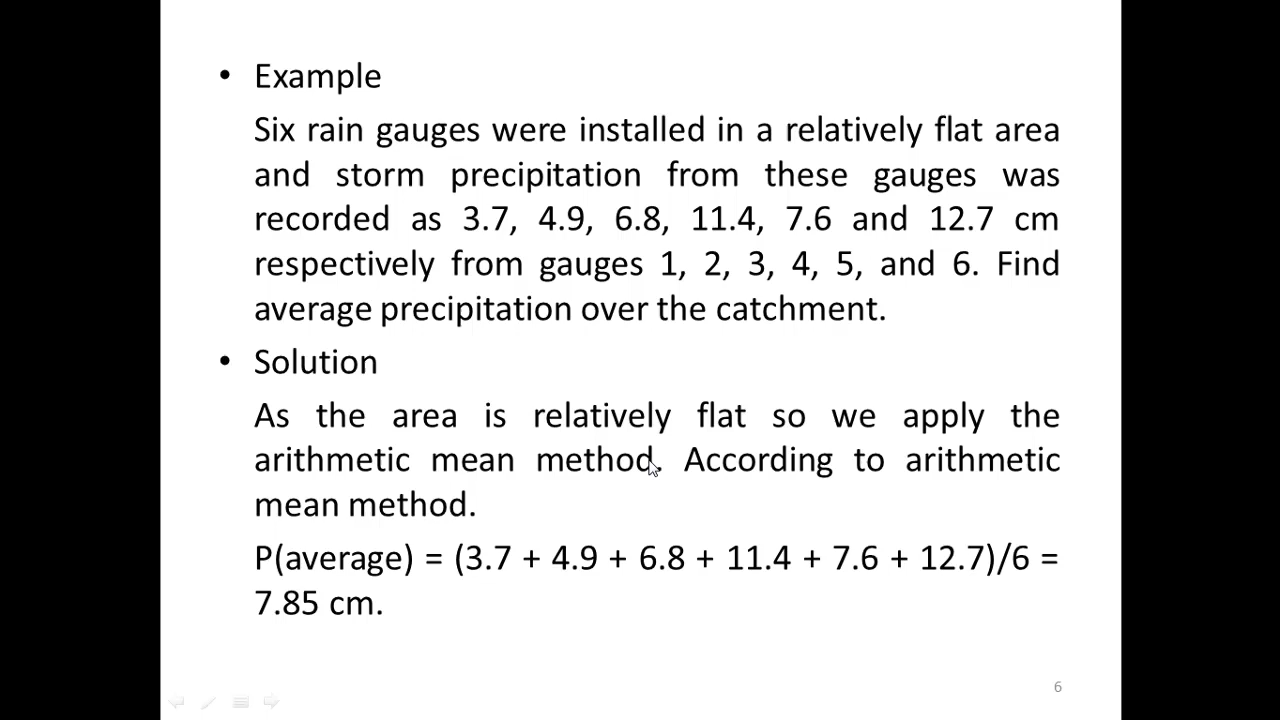 • Example
Six rain gauges were installed in a relatively flat area
and storm precipitation from these gauges was
recorded as 3.7, 4.9, 6.8, 11.4, 7.6 and 12.7 cm
respectively from gauges 1, 2, 3, 4, 5, and 6. Find
average precipitation over the catchment.
• Solution
As the area is relatively flat so we apply the
arithmetic mean method. According to arithmetic
mean method.
P(average) = (3.7 + 4.9 + 6.8 + 11.4 + 7.6 + 12.7)/6 =
7.85 cm.
6